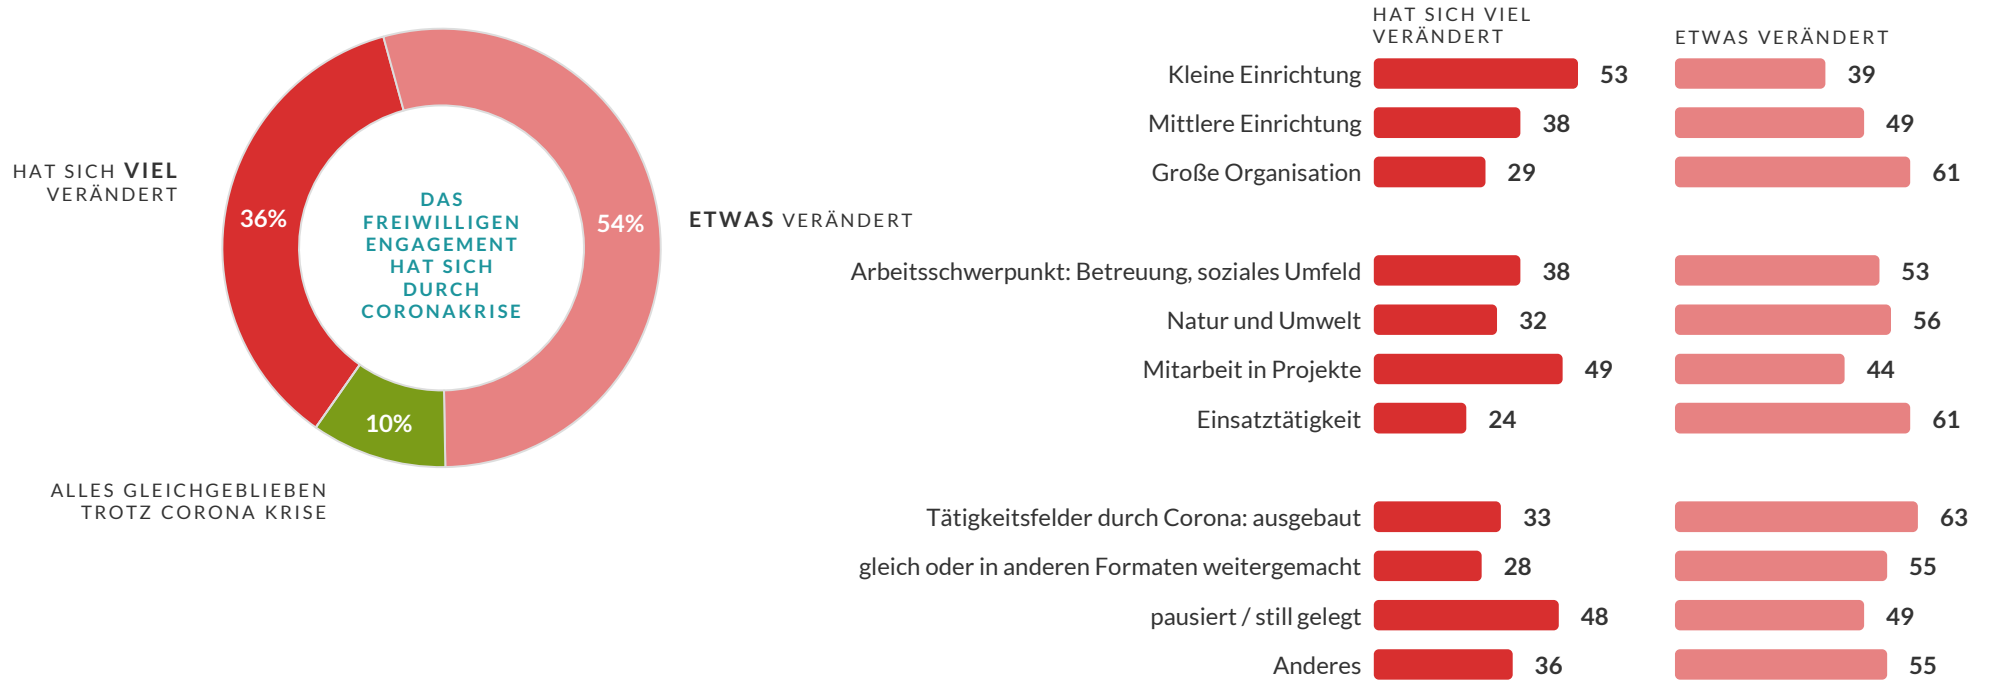 HAT SICH VIEL
VERÄNDERT
36%
DAS
FREIWILLIGEN
ENGAGEMENT
HAT SICH
DURCH
CORONAKRISE
54%
ETWAS VERÄNDERT
10%
ALLES GLEICHGEBLIEBEN
TROTZ CORONA KRISE
HAT SICH VIEL
VERÄNDERT
ETWAS VERÄNDERT
Kleine Einrichtung 53 39
Mittlere Einrichtung 38 49
Große Organisation 29 61
Arbeitsschwerpunkt: Betreuung, soziales Umfeld 38 53
Natur und Umwelt 32 56
Mitarbeit in Projekte 49 44
Einsatztätigkeit 24 61
Tätigkeitsfelder durch Corona: ausgebaut 33 63
gleich oder in anderen Formaten weitergemacht 28 55
pausiert / still gelegt 48 49
Anderes 36 55